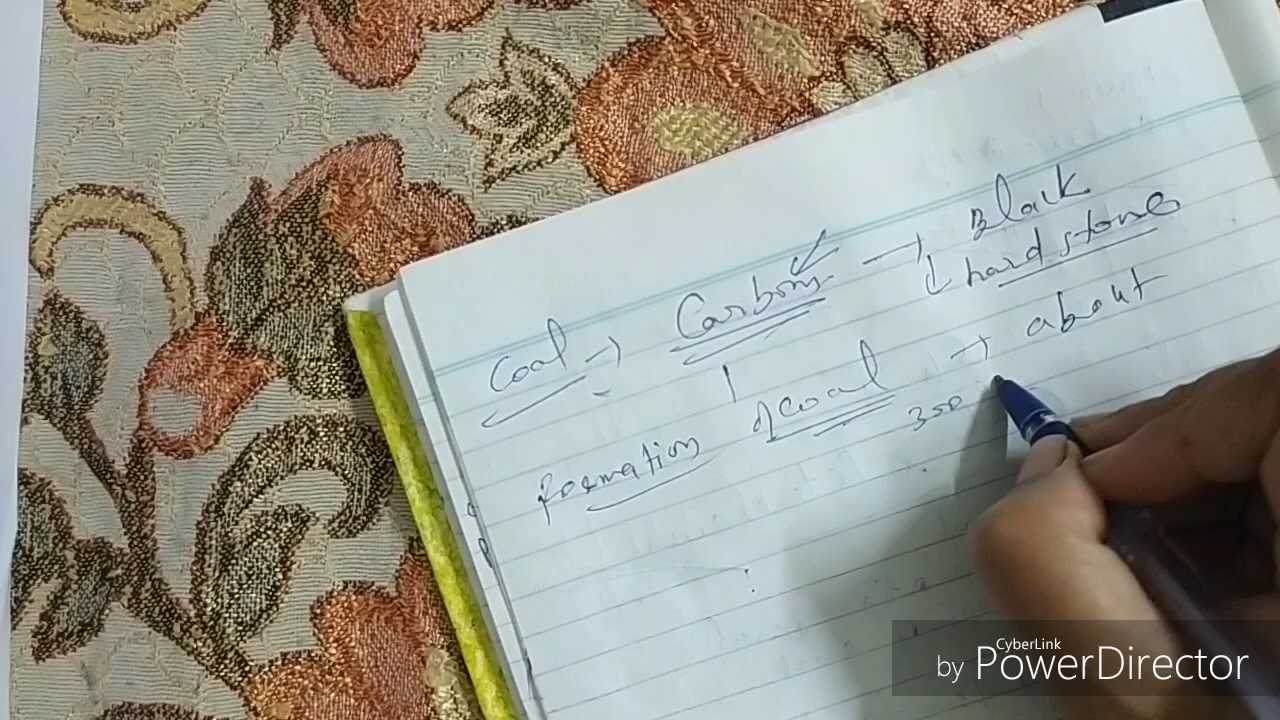 Coal → Carbon → Black
↓ hard stone
formation of coal → about
350
CyberLink
by PowerDirector